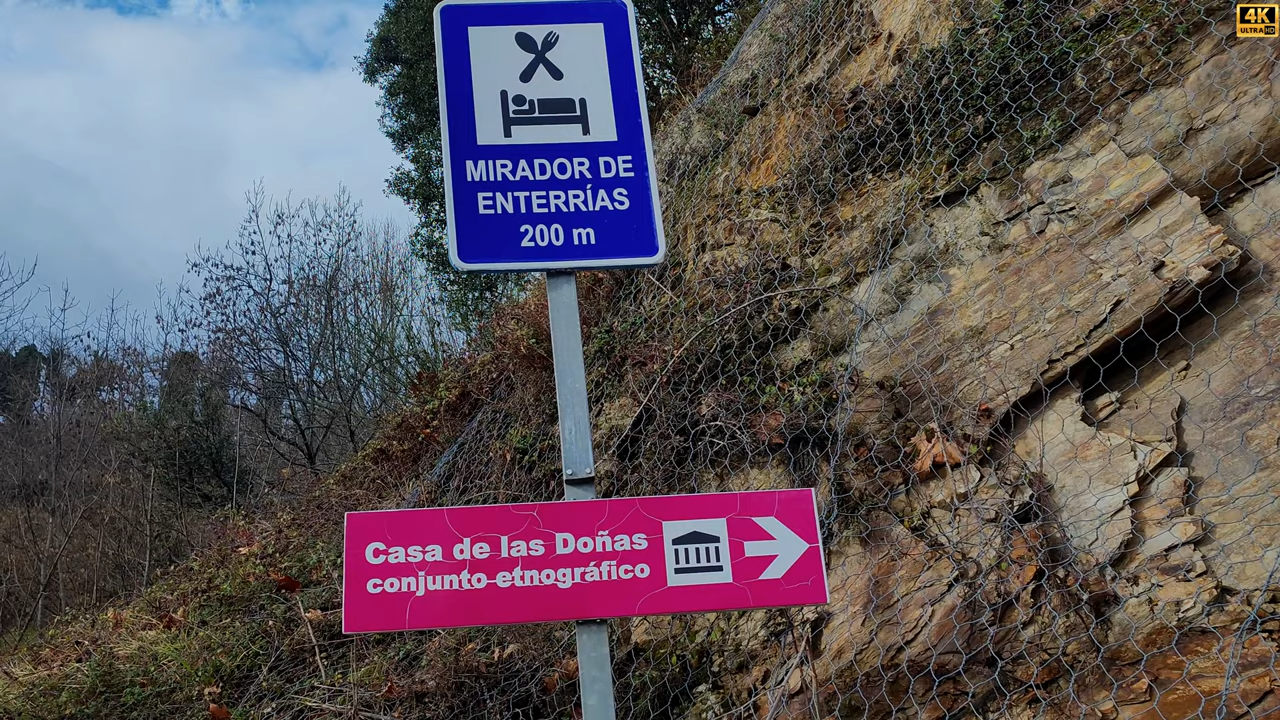 4K
ULTRA HD
MIRADOR DE
ENTERRÍAS
200 m
Casa de las Doñas
conjunto etnográfico